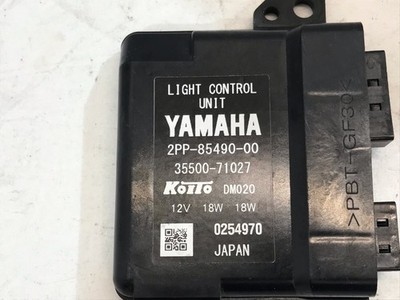 LIGHT CONTROL
UNIT
YAMAHA
2PP-85490-00
35500-71027
KOITO DM020
12V 18W 18W
0254970
JAPAN
>PBT-GF30<